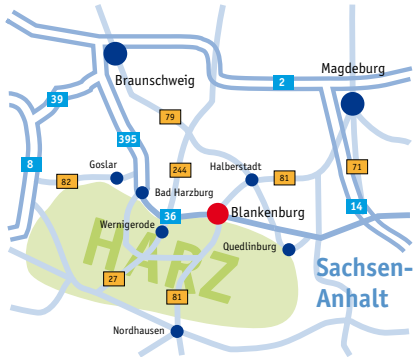 Braunschweig
Magdeburg
2
39
79
395
244
Halberstadt
71
8
Goslar
81
82
Bad Harzburg
14
36
Blankenburg
Wernigerode
Quedlinburg
HARZ
Sachsen-
Anhalt
27
81
Nordhausen